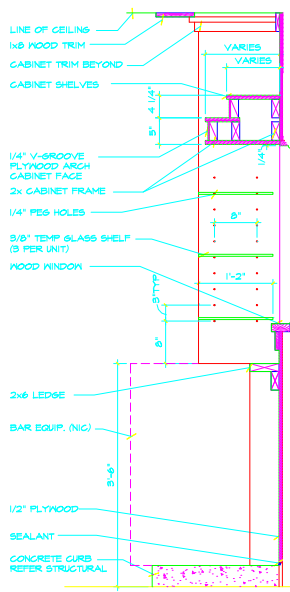 LINE OF CEILING
1x8 WOOD TRIM
CABINET TRIM BEYOND
CABINET SHELVES
1/4" V-GROOVE
PLYWOOD ARCH
CABINET FACE
2x CABINET FRAME
1/4" PEG HOLES
3/8" TEMP GLASS SHELF
(3 PER UNIT)
WOOD WINDOW
2x6 LEDGE
BAR EQUIP. (NIC)
1/2" PLYWOOD
SEALANT
CONCRETE CURB
REFER STRUCTURAL
VARIES
VARIES
4 1/4"
5"
1/4"
8"
1'-2"
3"TYP.
8"
3'-6"